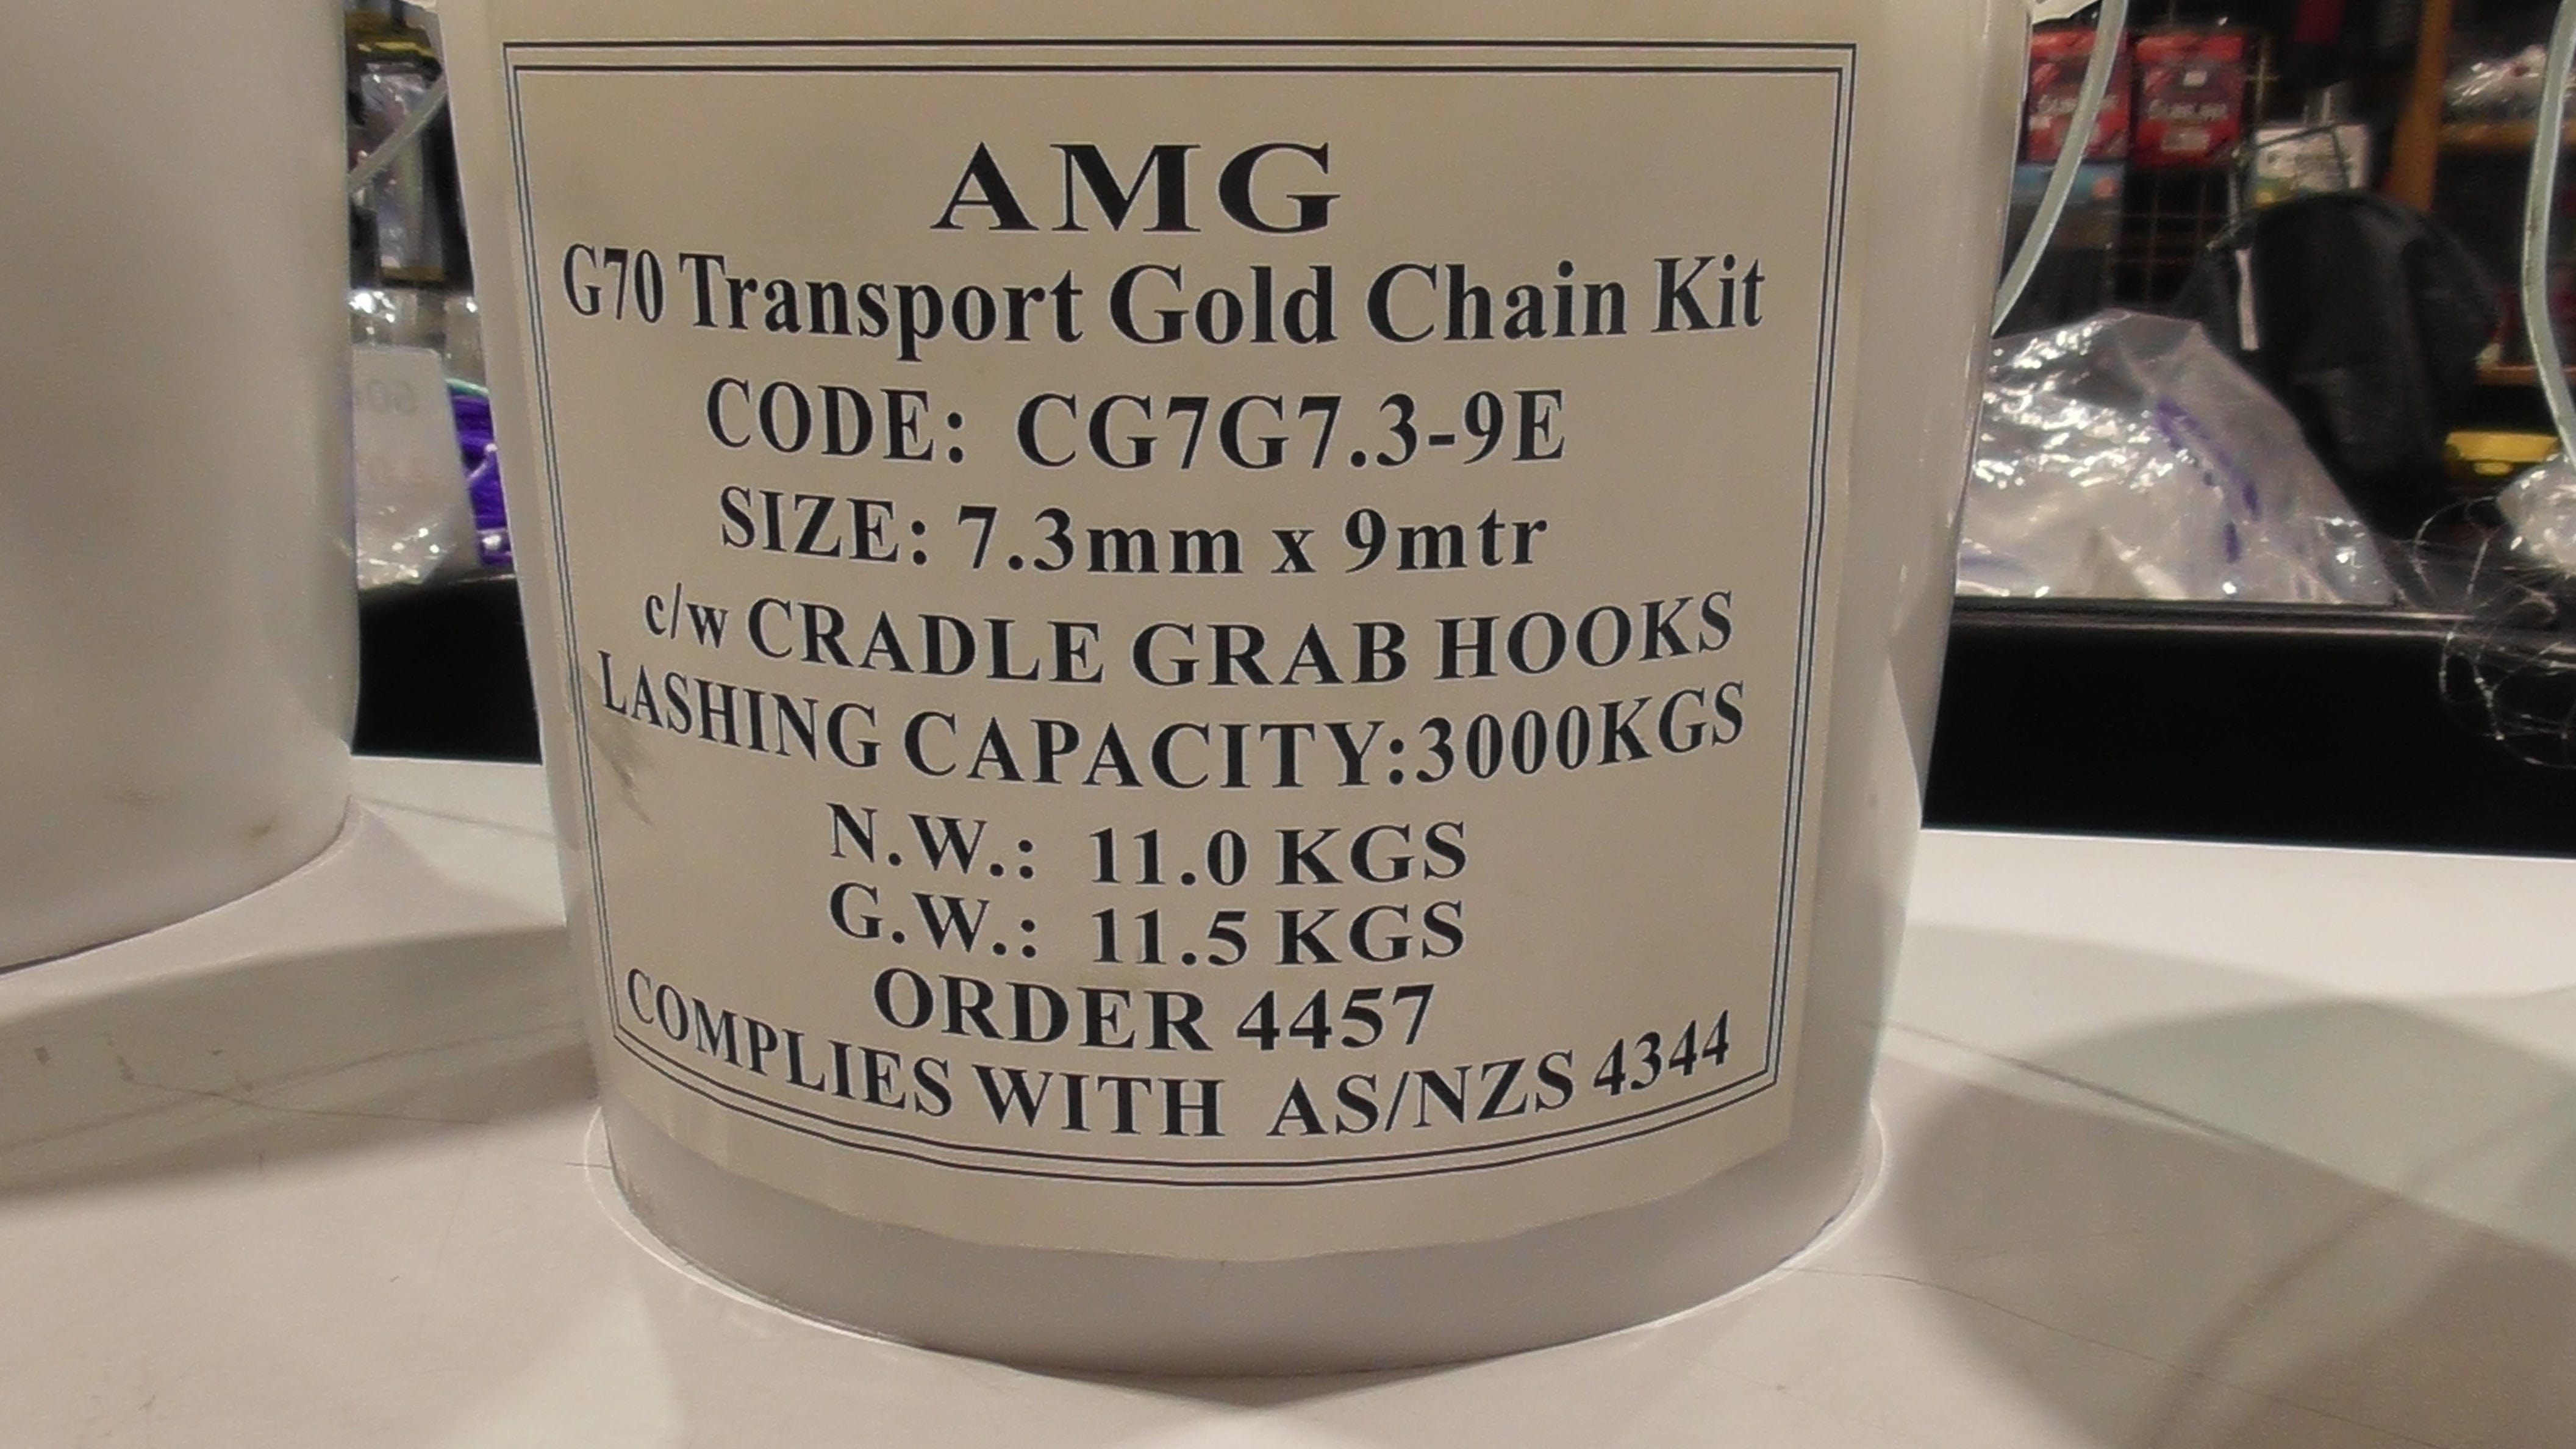 AMG
G70 Transport Gold Chain Kit
CODE: CG7G7.3-9E
SIZE: 7.3mm x 9mtr
c/w CRADLE GRAB HOOKS
LASHING CAPACITY:3000KGS
N.W.: 11.0 KGS
G.W.: 11.5 KGS
ORDER 4457
COMPLIES WITH AS/NZS 4344